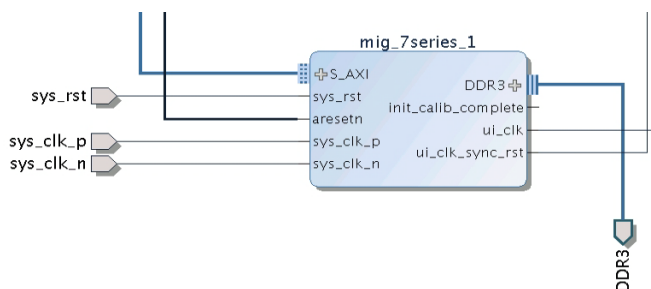 mig_7series_1
S_AXI
DDR3
sys_rst
sys_rst
init_calib_complete
aresetn
ui_clk
sys_clk_p
sys_clk_p
ui_clk_sync_rst
sys_clk_n
sys_clk_n
DDR3